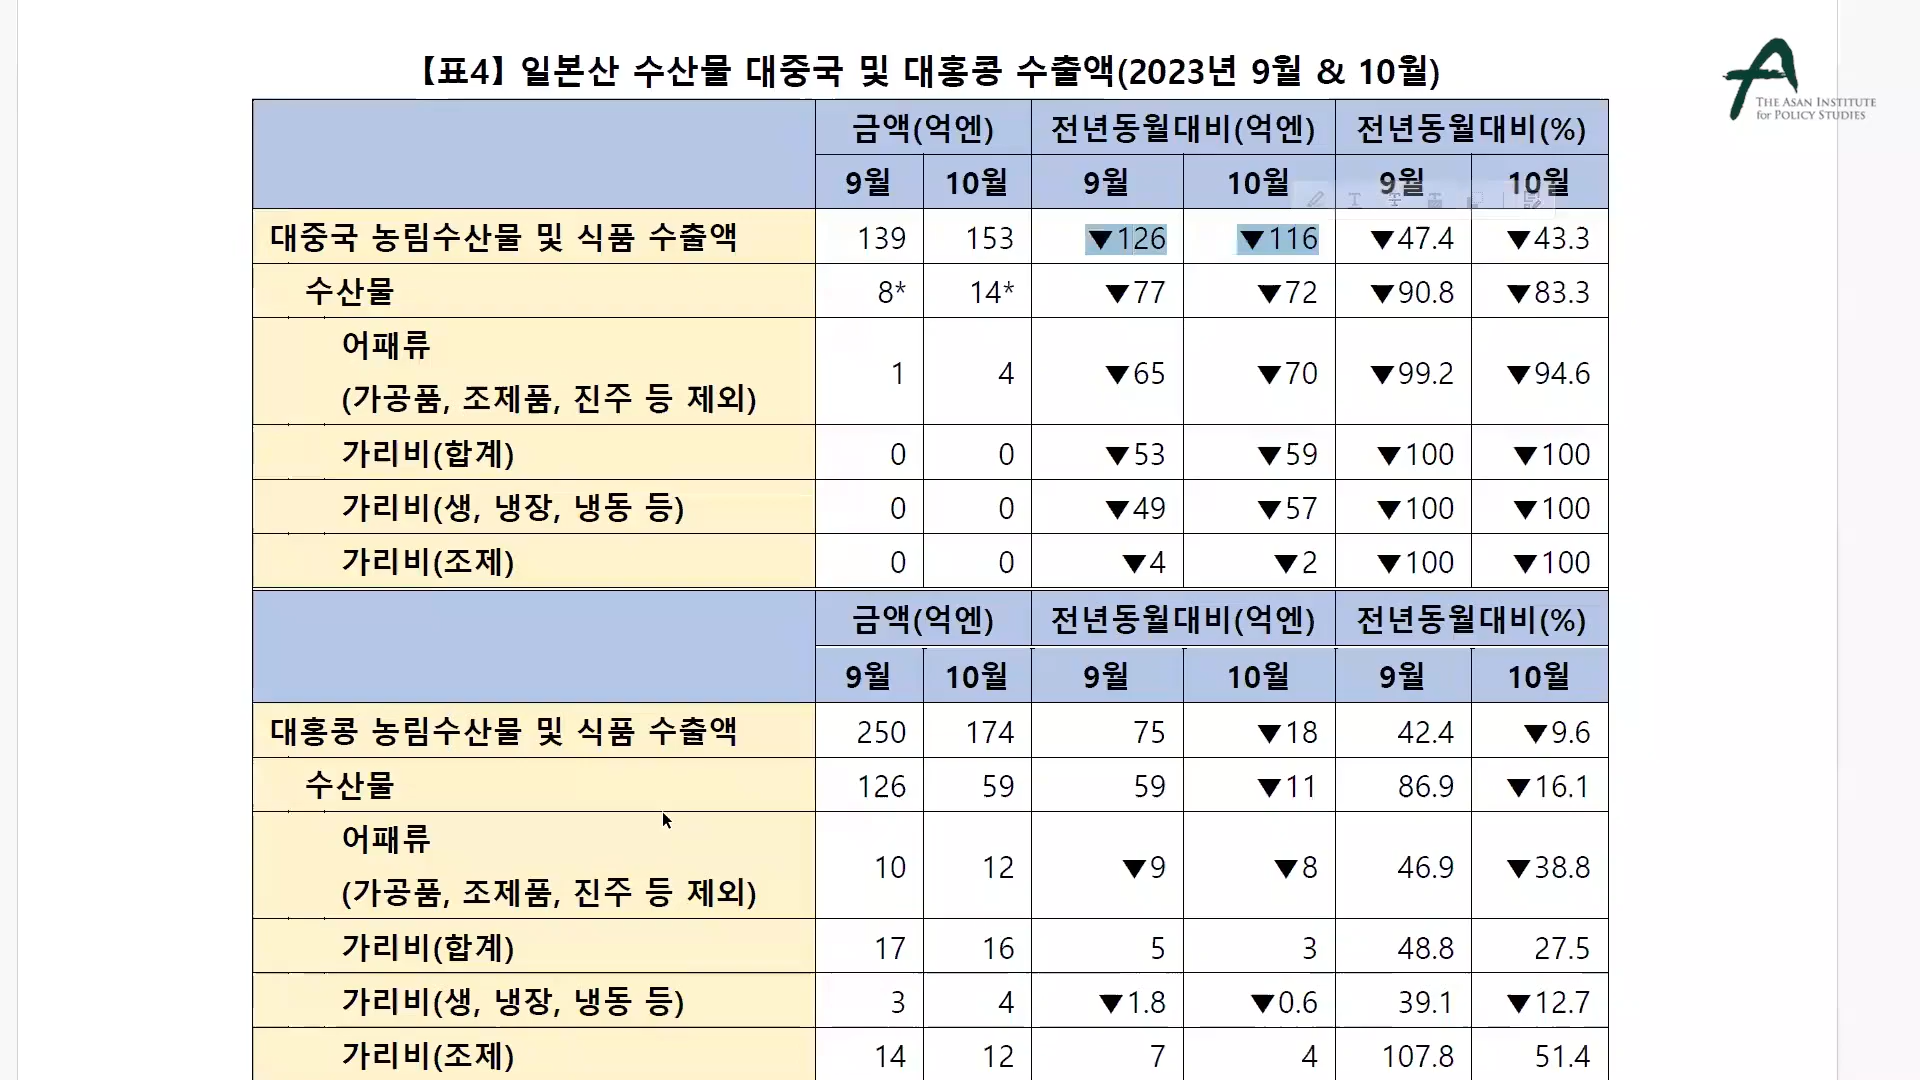 【표4】 일본산 수산물 대중국 및 대홍콩 수출액(2023년 9월 & 10월)
THE ASAN INSTITUTE
for POLICY STUDIES
금액(억엔) 전년동월대비(억엔) 전년동월대비(%)
9월 10월 9월 10월 9월 10월
대중국 농림수산물 및 식품 수출액 139 153 ▼126 ▼116 ▼47.4 ▼43.3
수산물 8* 14* ▼77 ▼72 ▼90.8 ▼83.3
어패류
(가공품, 조제품, 진주 등 제외) 1 4 ▼65 ▼70 ▼99.2 ▼94.6
가리비(합계) 0 0 ▼53 ▼59 ▼100 ▼100
가리비(생, 냉장, 냉동 등) 0 0 ▼49 ▼57 ▼100 ▼100
가리비(조제) 0 0 ▼4 ▼2 ▼100 ▼100
금액(억엔) 전년동월대비(억엔) 전년동월대비(%)
9월 10월 9월 10월 9월 10월
대홍콩 농림수산물 및 식품 수출액 250 174 75 ▼18 42.4 ▼9.6
수산물 126 59 59 ▼11 86.9 ▼16.1
어패류
(가공품, 조제품, 진주 등 제외) 10 12 ▼9 ▼8 46.9 ▼38.8
가리비(합계) 17 16 5 3 48.8 27.5
가리비(생, 냉장, 냉동 등) 3 4 ▼1.8 ▼0.6 39.1 ▼12.7
가리비(조제) 14 12 7 4 107.8 51.4